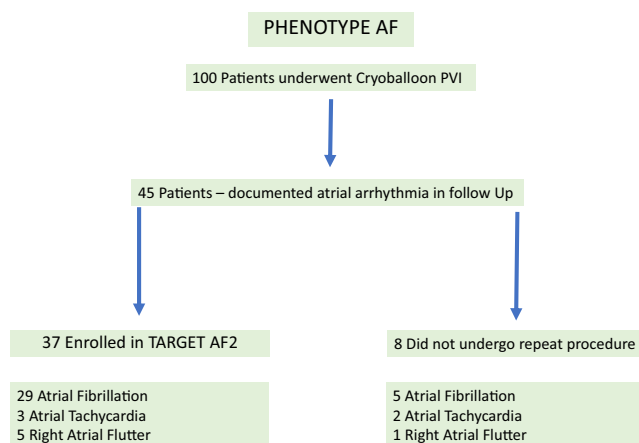 PHENOTYPE AF
100 Patients underwent Cryoballoon PVI
45 Patients – documented atrial arrhythmia in follow Up
37 Enrolled in TARGET AF2
8 Did not undergo repeat procedure
29 Atrial Fibrillation
3 Atrial Tachycardia
5 Right Atrial Flutter
5 Atrial Fibrillation
2 Atrial Tachycardia
1 Right Atrial Flutter